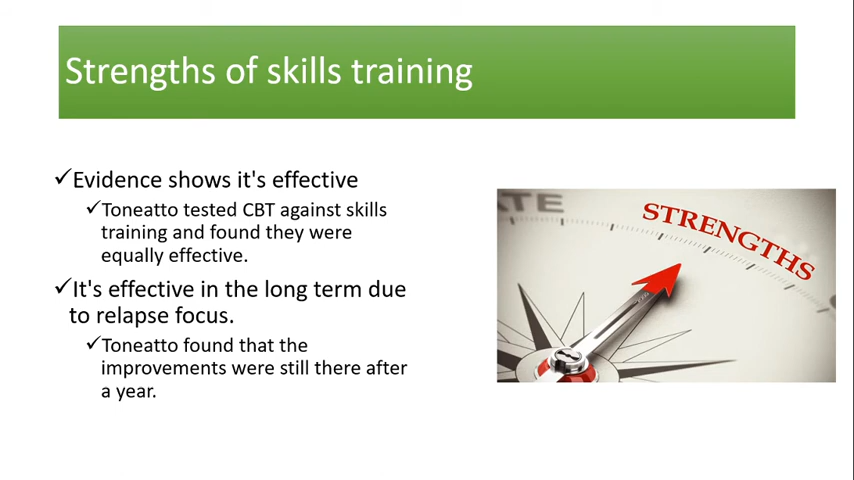 Strengths of skills training
✓Evidence shows it's effective
✓Toneatto tested CBT against skills
training and found they were
equally effective.
✓It's effective in the long term due
to relapse focus.
✓Toneatto found that the
improvements were still there after
a year.
STRENGTHS